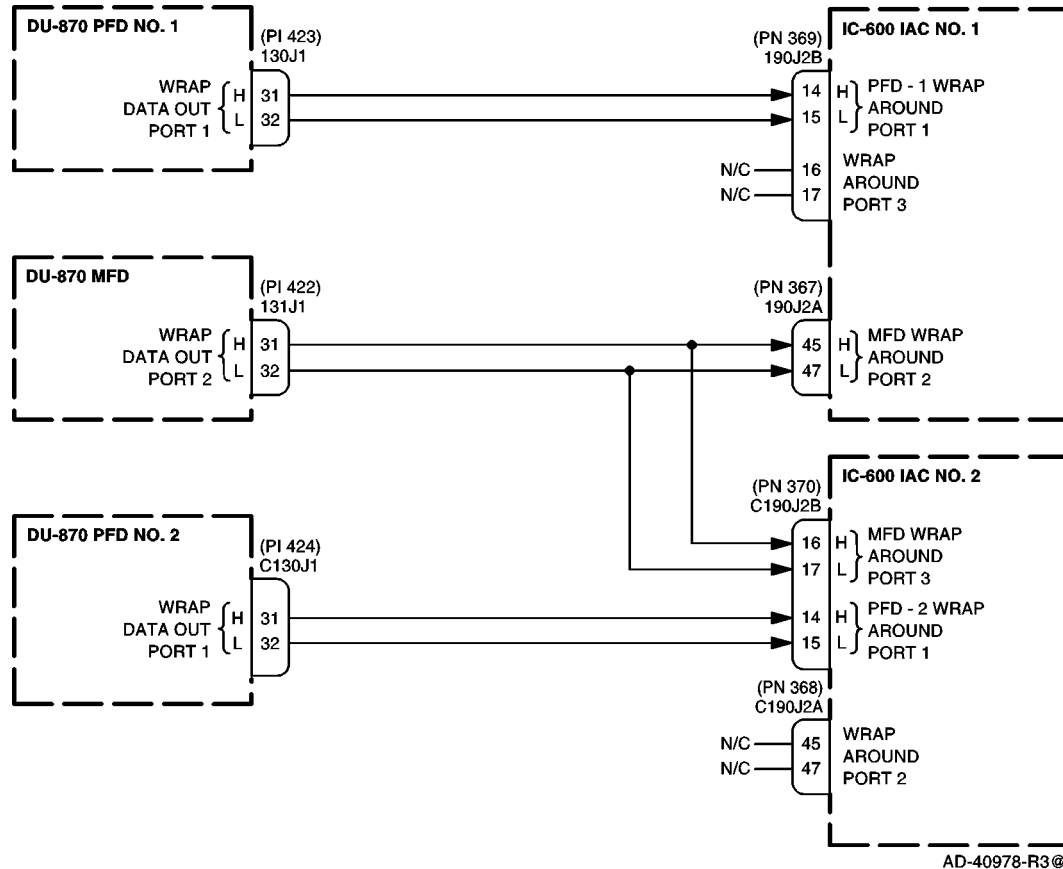 DU-870 PFD NO. 1
(PI 423)
130J1
WRAP
DATA OUT
PORT 1
H 31
L 32
(PN 369)
190J2B
IC-600 IAC NO. 1
14 H
15 L
PFD - 1 WRAP
AROUND
PORT 1
N/C 16
N/C 17
WRAP
AROUND
PORT 3
DU-870 MFD
(PI 422)
131J1
WRAP
DATA OUT
PORT 2
H 31
L 32
(PN 367)
190J2A
45 H
47 L
MFD WRAP
AROUND
PORT 2
IC-600 IAC NO. 2
(PN 370)
C190J2B
16 H
17 L
MFD WRAP
AROUND
PORT 3
DU-870 PFD NO. 2
(PI 424)
C130J1
WRAP
DATA OUT
PORT 1
H 31
L 32
14 H
15 L
PFD - 2 WRAP
AROUND
PORT 1
(PN 368)
C190J2A
N/C 45
N/C 47
WRAP
AROUND
PORT 2
AD-40978-R3@